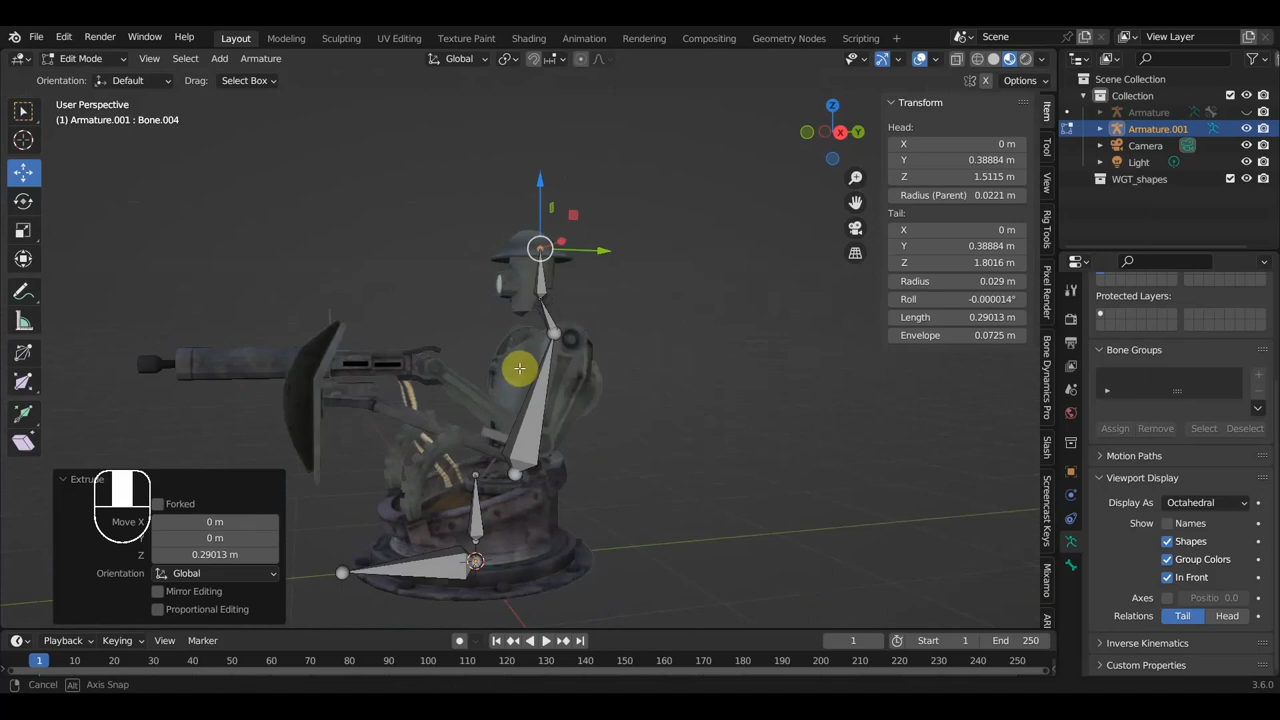 File Edit Render Window Help Layout Modeling Sculpting UV Editing Texture Paint Shading Animation Rendering Compositing Geometry Nodes Scripting + Scene View Layer
Edit Mode View Select Add Armature Global
Orientation: Default Drag: Select Box X Options
User Perspective
(1) Armature.001 : Bone.004
Z
X
Y
Transform
Head:
X 0 m
Y 0.38884 m
Z 1.5115 m
Radius (Parent) 0.0221 m
Tail:
X 0 m
Y 0.38884 m
Z 1.8016 m
Radius 0.029 m
Roll -0.000014°
Length 0.29013 m
Envelope 0.0725 m
Item
Tool
View
Rig Tools
Pixel Render
Bone Dynamics Pro
Slash
Screencast Keys
Mixamo
ARI
Scene Collection
Collection
Armature
Armature.001
Camera
Light
WGT_shapes
Protected Layers:
Bone Groups
Assign Remove Select Deselect
Motion Paths
Viewport Display
Display As Octahedral
Show Names
Shapes
Group Colors
In Front
Axes Positio 0.0
Relations Tail Head
Inverse Kinematics
Custom Properties
Extrude
Forked
Move X 0 m
Y 0 m
Z 0.29013 m
Orientation Global
Mirror Editing
Proportional Editing
Playback Keying View Marker 1 Start 1 End 250
1 10 20 30 40 50 60 70 80 90 100 110 120 130 140 150 160 170 180 190 200 210 220 230 240 250
Cancel Alt Axis Snap 3.6.0